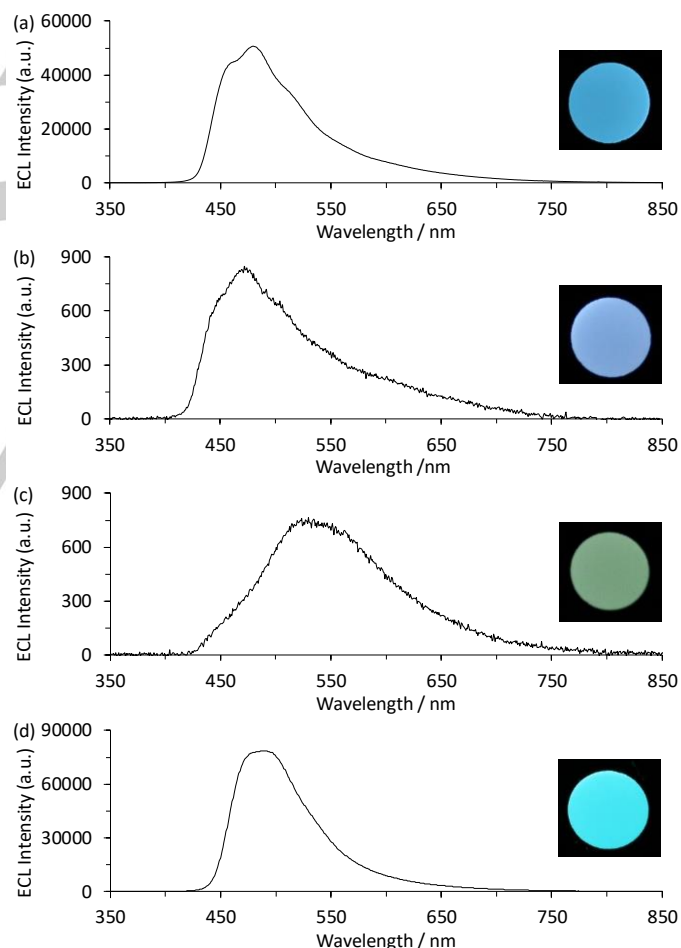 (a)
60000
40000
20000
0
ECL Intensity (a.u.)
350 450 550 650 750 850
Wavelength / nm
(b)
900
600
300
0
ECL Intensity (a.u.)
350 450 550 650 750 850
Wavelength /nm
(c)
900
600
300
0
ECL Intensity (a.u.)
350 450 550 650 750 850
Wavelength / nm
(d)
90000
60000
30000
0
ECL Intensity (a.u.)
350 450 550 650 750 850
Wavelength / nm